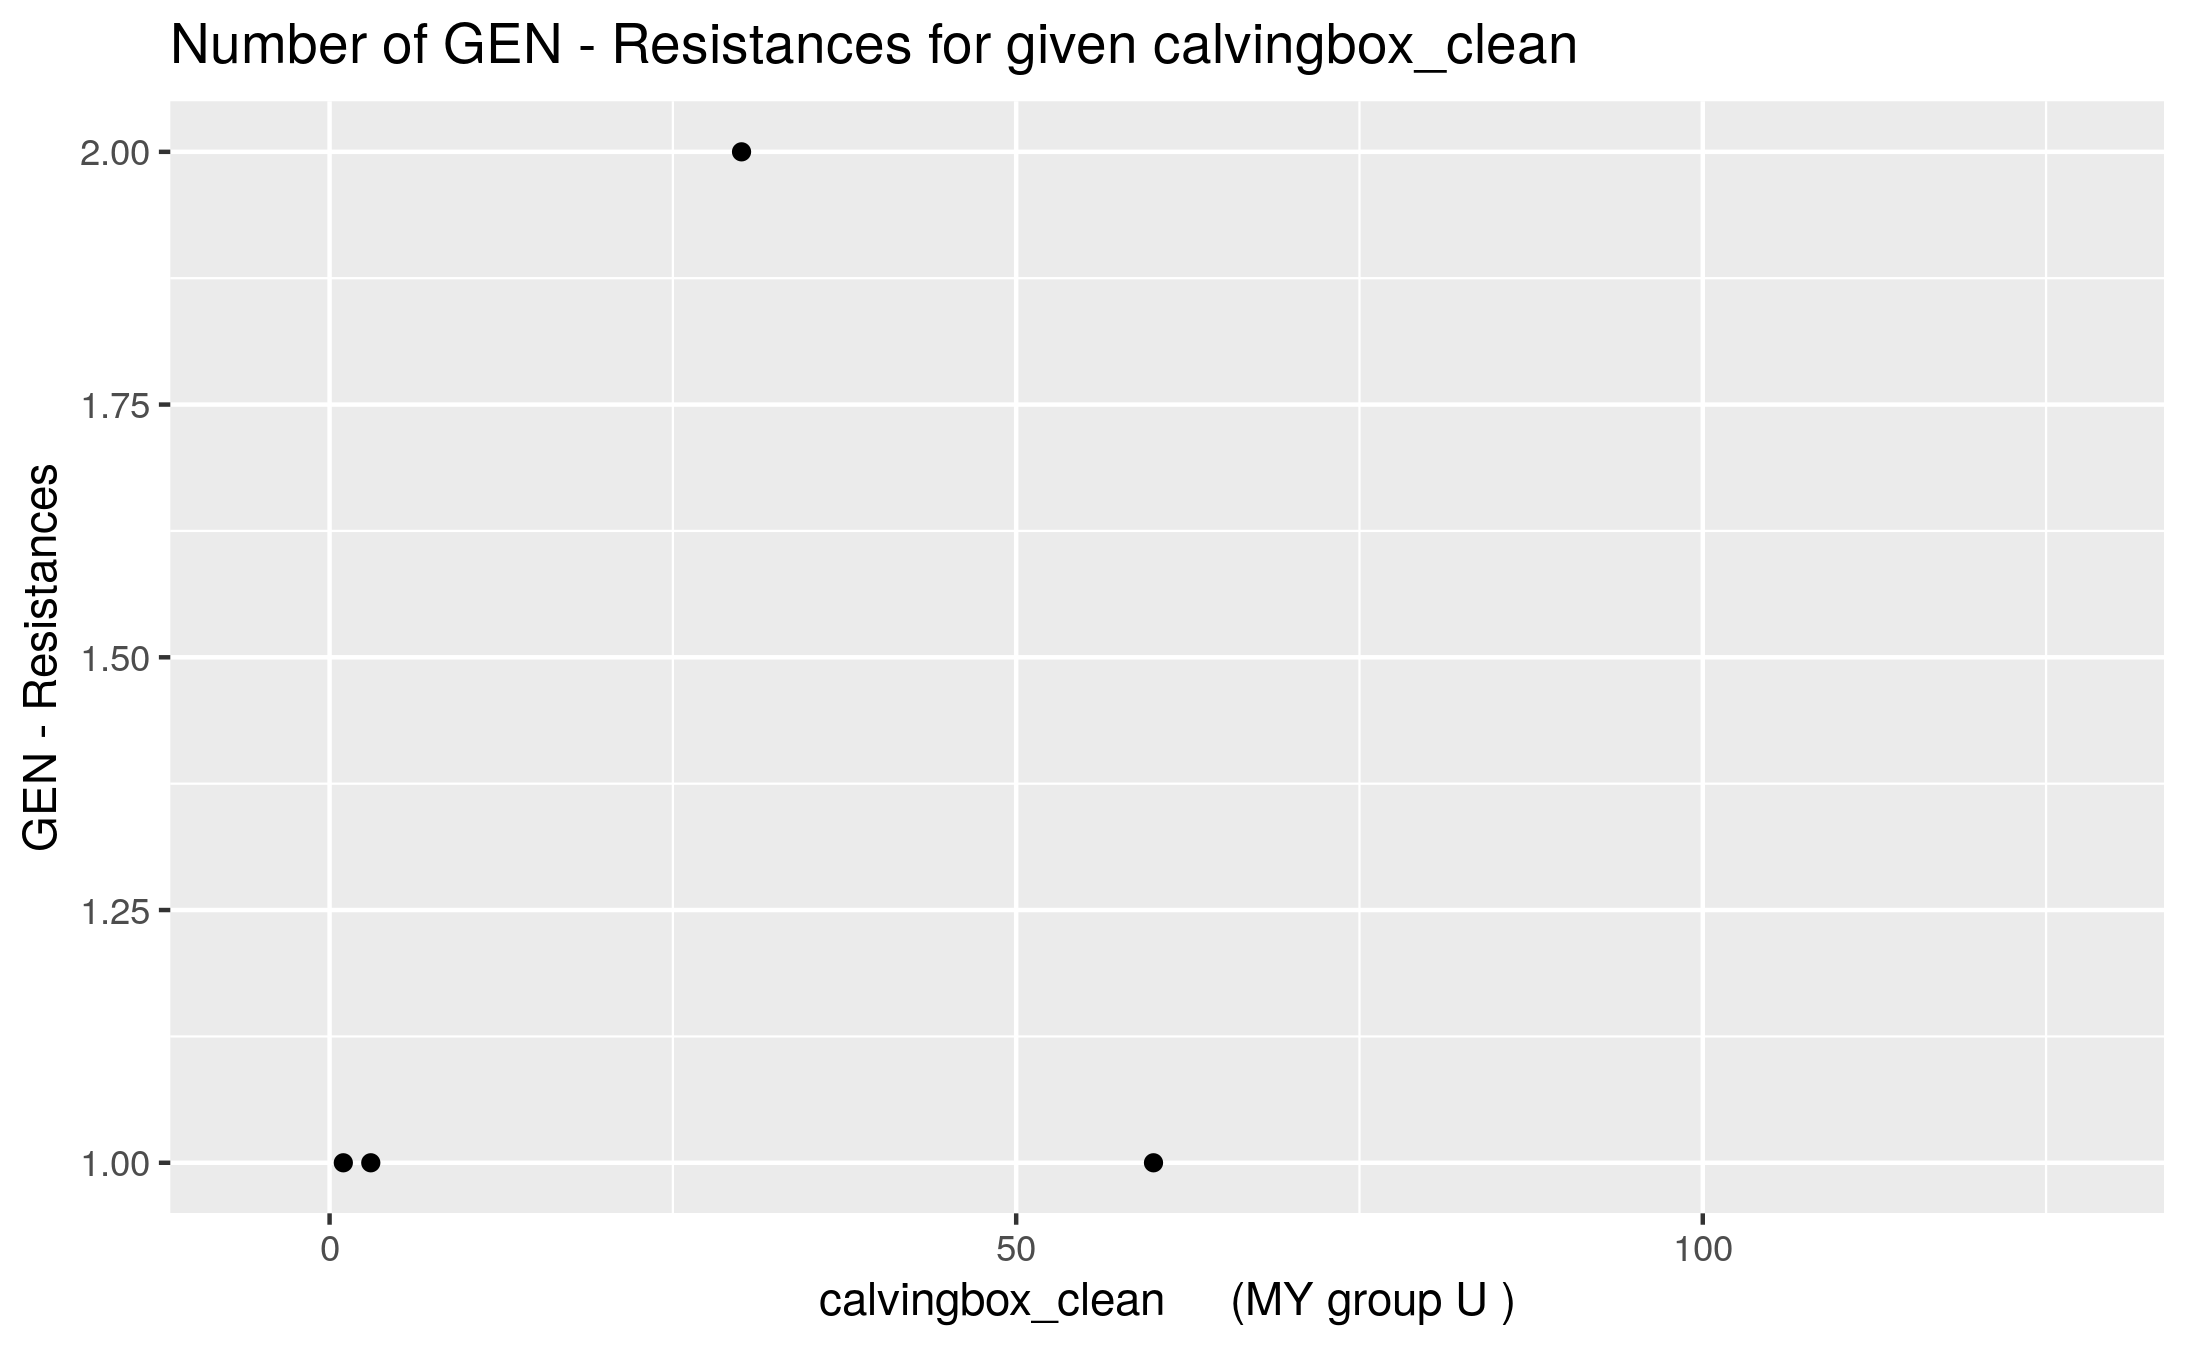 Number of GEN - Resistances for given calvingbox_clean
GEN - Resistances
2.00
1.75
1.50
1.25
1.00
0 50 100
calvingbox_clean (MY group U )